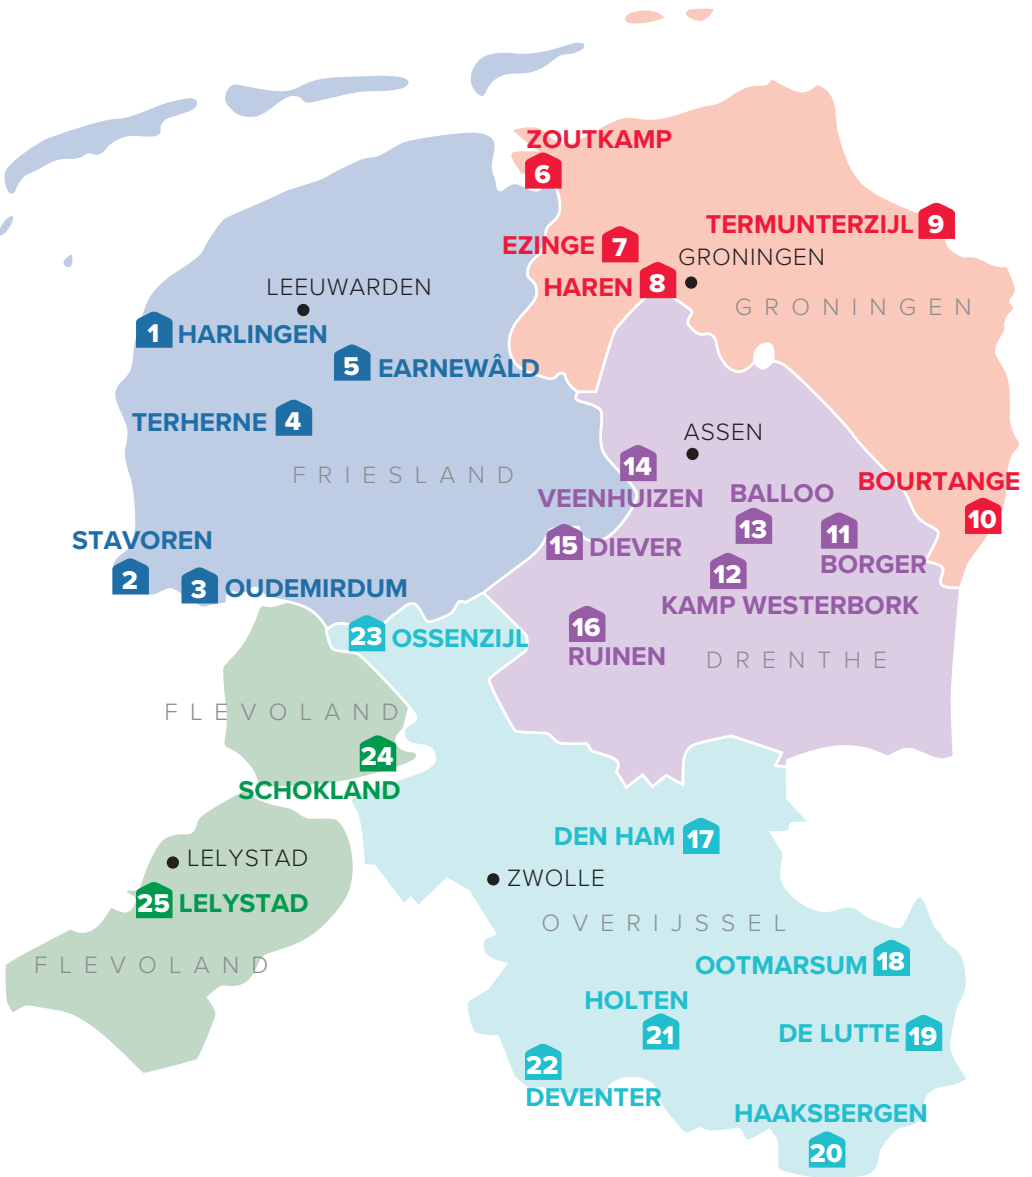 ZOUTKAMP
6
TERMUNTERZIJL 9
EZINGE 7
GRONINGEN
HAREN 8
GRONINGEN
LEEUWARDEN
1 HARLINGEN
5 EARNEWÂLD
TERHERNE 4
ASSEN
FRIESLAND
14
VEENHUIZEN
BALLOO
13
BOURTANGE
10
11
BORGER
STAVOREN
2
15 DIEVER
3 OUDEMIRDUM
12
KAMP WESTERBORK
23 OSSENZIJL
16
RUINEN
DRENTHE
FLEVOLAND
24
SCHOKLAND
DEN HAM 17
LELYSTAD
ZWOLLE
25 LELYSTAD
OVERIJSSEL
FLEVOLAND
OOTMARSUM 18
HOLTEN
21
DE LUTTE 19
22
DEVENTER
HAAKSBERGEN
20